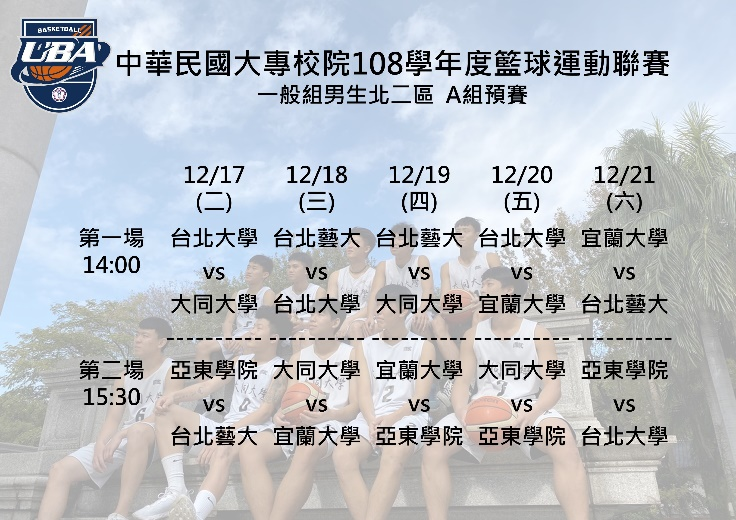 BASKETBALL
UBA
中華民國大專校院108學年度籃球運動聯賽
一般組男生北二區 A組預賽
12/17 12/18 12/19 12/20 12/21
(二) (三) (四) (五) (六)
第一場 台北大學 台北藝大 台北藝大 台北大學 宜蘭大學
14:00 vs vs vs vs vs
大同大學 台北大學 大同大學 宜蘭大學 台北藝大
---------- ---------- ---------- ---------- ----------
第二場 亞東學院 大同大學 宜蘭大學 大同大學 亞東學院
15:30 vs vs vs vs vs
台北藝大 宜蘭大學 亞東學院 亞東學院 台北大學